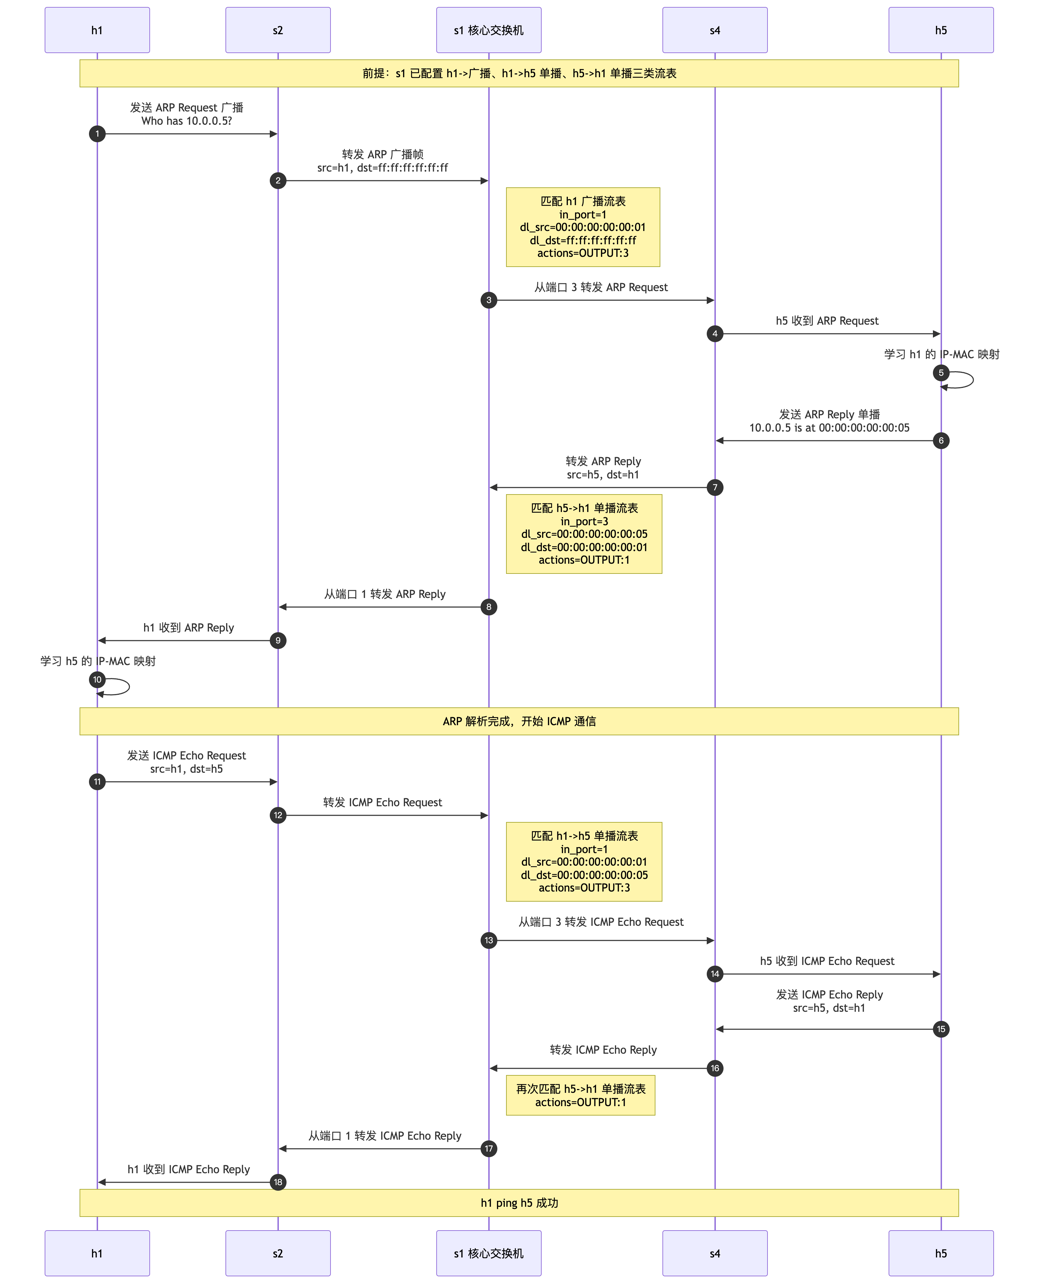 h1
s2
s1 核心交换机
s4
h5
前提：s1 已配置 h1->广播、h1->h5 单播、h5->h1 单播三类流表
发送 ARP Request 广播
Who has 10.0.0.5?
1
转发 ARP 广播帧
src=h1, dst=ff:ff:ff:ff:ff:ff
2
匹配 h1 广播流表
in_port=1
dl_src=00:00:00:00:00:01
dl_dst=ff:ff:ff:ff:ff:ff
actions=OUTPUT:3
从端口 3 转发 ARP Request
3
h5 收到 ARP Request
4
学习 h1 的 IP-MAC 映射
5
发送 ARP Reply 单播
10.0.0.5 is at 00:00:00:00:00:05
6
转发 ARP Reply
src=h5, dst=h1
7
匹配 h5->h1 单播流表
in_port=3
dl_src=00:00:00:00:00:05
dl_dst=00:00:00:00:00:01
actions=OUTPUT:1
从端口 1 转发 ARP Reply
8
h1 收到 ARP Reply
9
学习 h5 的 IP-MAC 映射
10
ARP 解析完成，开始 ICMP 通信
发送 ICMP Echo Request
src=h1, dst=h5
11
转发 ICMP Echo Request
12
匹配 h1->h5 单播流表
in_port=1
dl_src=00:00:00:00:00:01
dl_dst=00:00:00:00:00:05
actions=OUTPUT:3
从端口 3 转发 ICMP Echo Request
13
h5 收到 ICMP Echo Request
14
发送 ICMP Echo Reply
src=h5, dst=h1
15
转发 ICMP Echo Reply
16
再次匹配 h5->h1 单播流表
actions=OUTPUT:1
从端口 1 转发 ICMP Echo Reply
17
h1 收到 ICMP Echo Reply
18
h1 ping h5 成功
h1
s2
s1 核心交换机
s4
h5